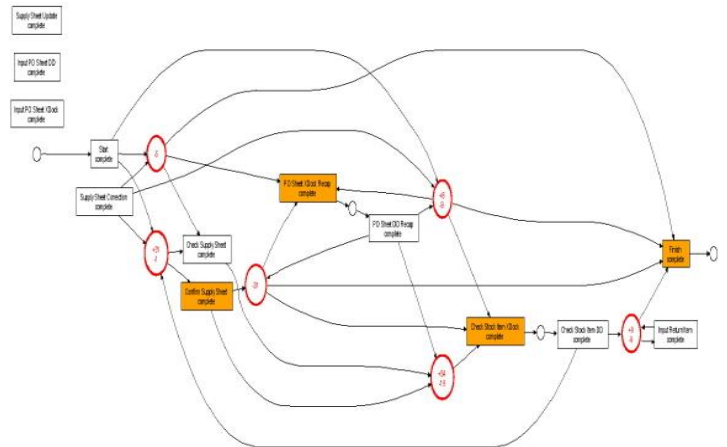 Supply Sheet Update
complete
Input PO Sheet DD
complete
Input PO Sheet XDock
complete
Start
complete
Supply Sheet Correction
complete
Check Supply Sheet
complete
Confirm Supply Sheet
complete
PO Sheet XDock Recap
complete
PO Sheet DD Recap
complete
Check Stock Item XDock
complete
Check Stock Item DD
complete
Input Return Item
complete
Finish
complete